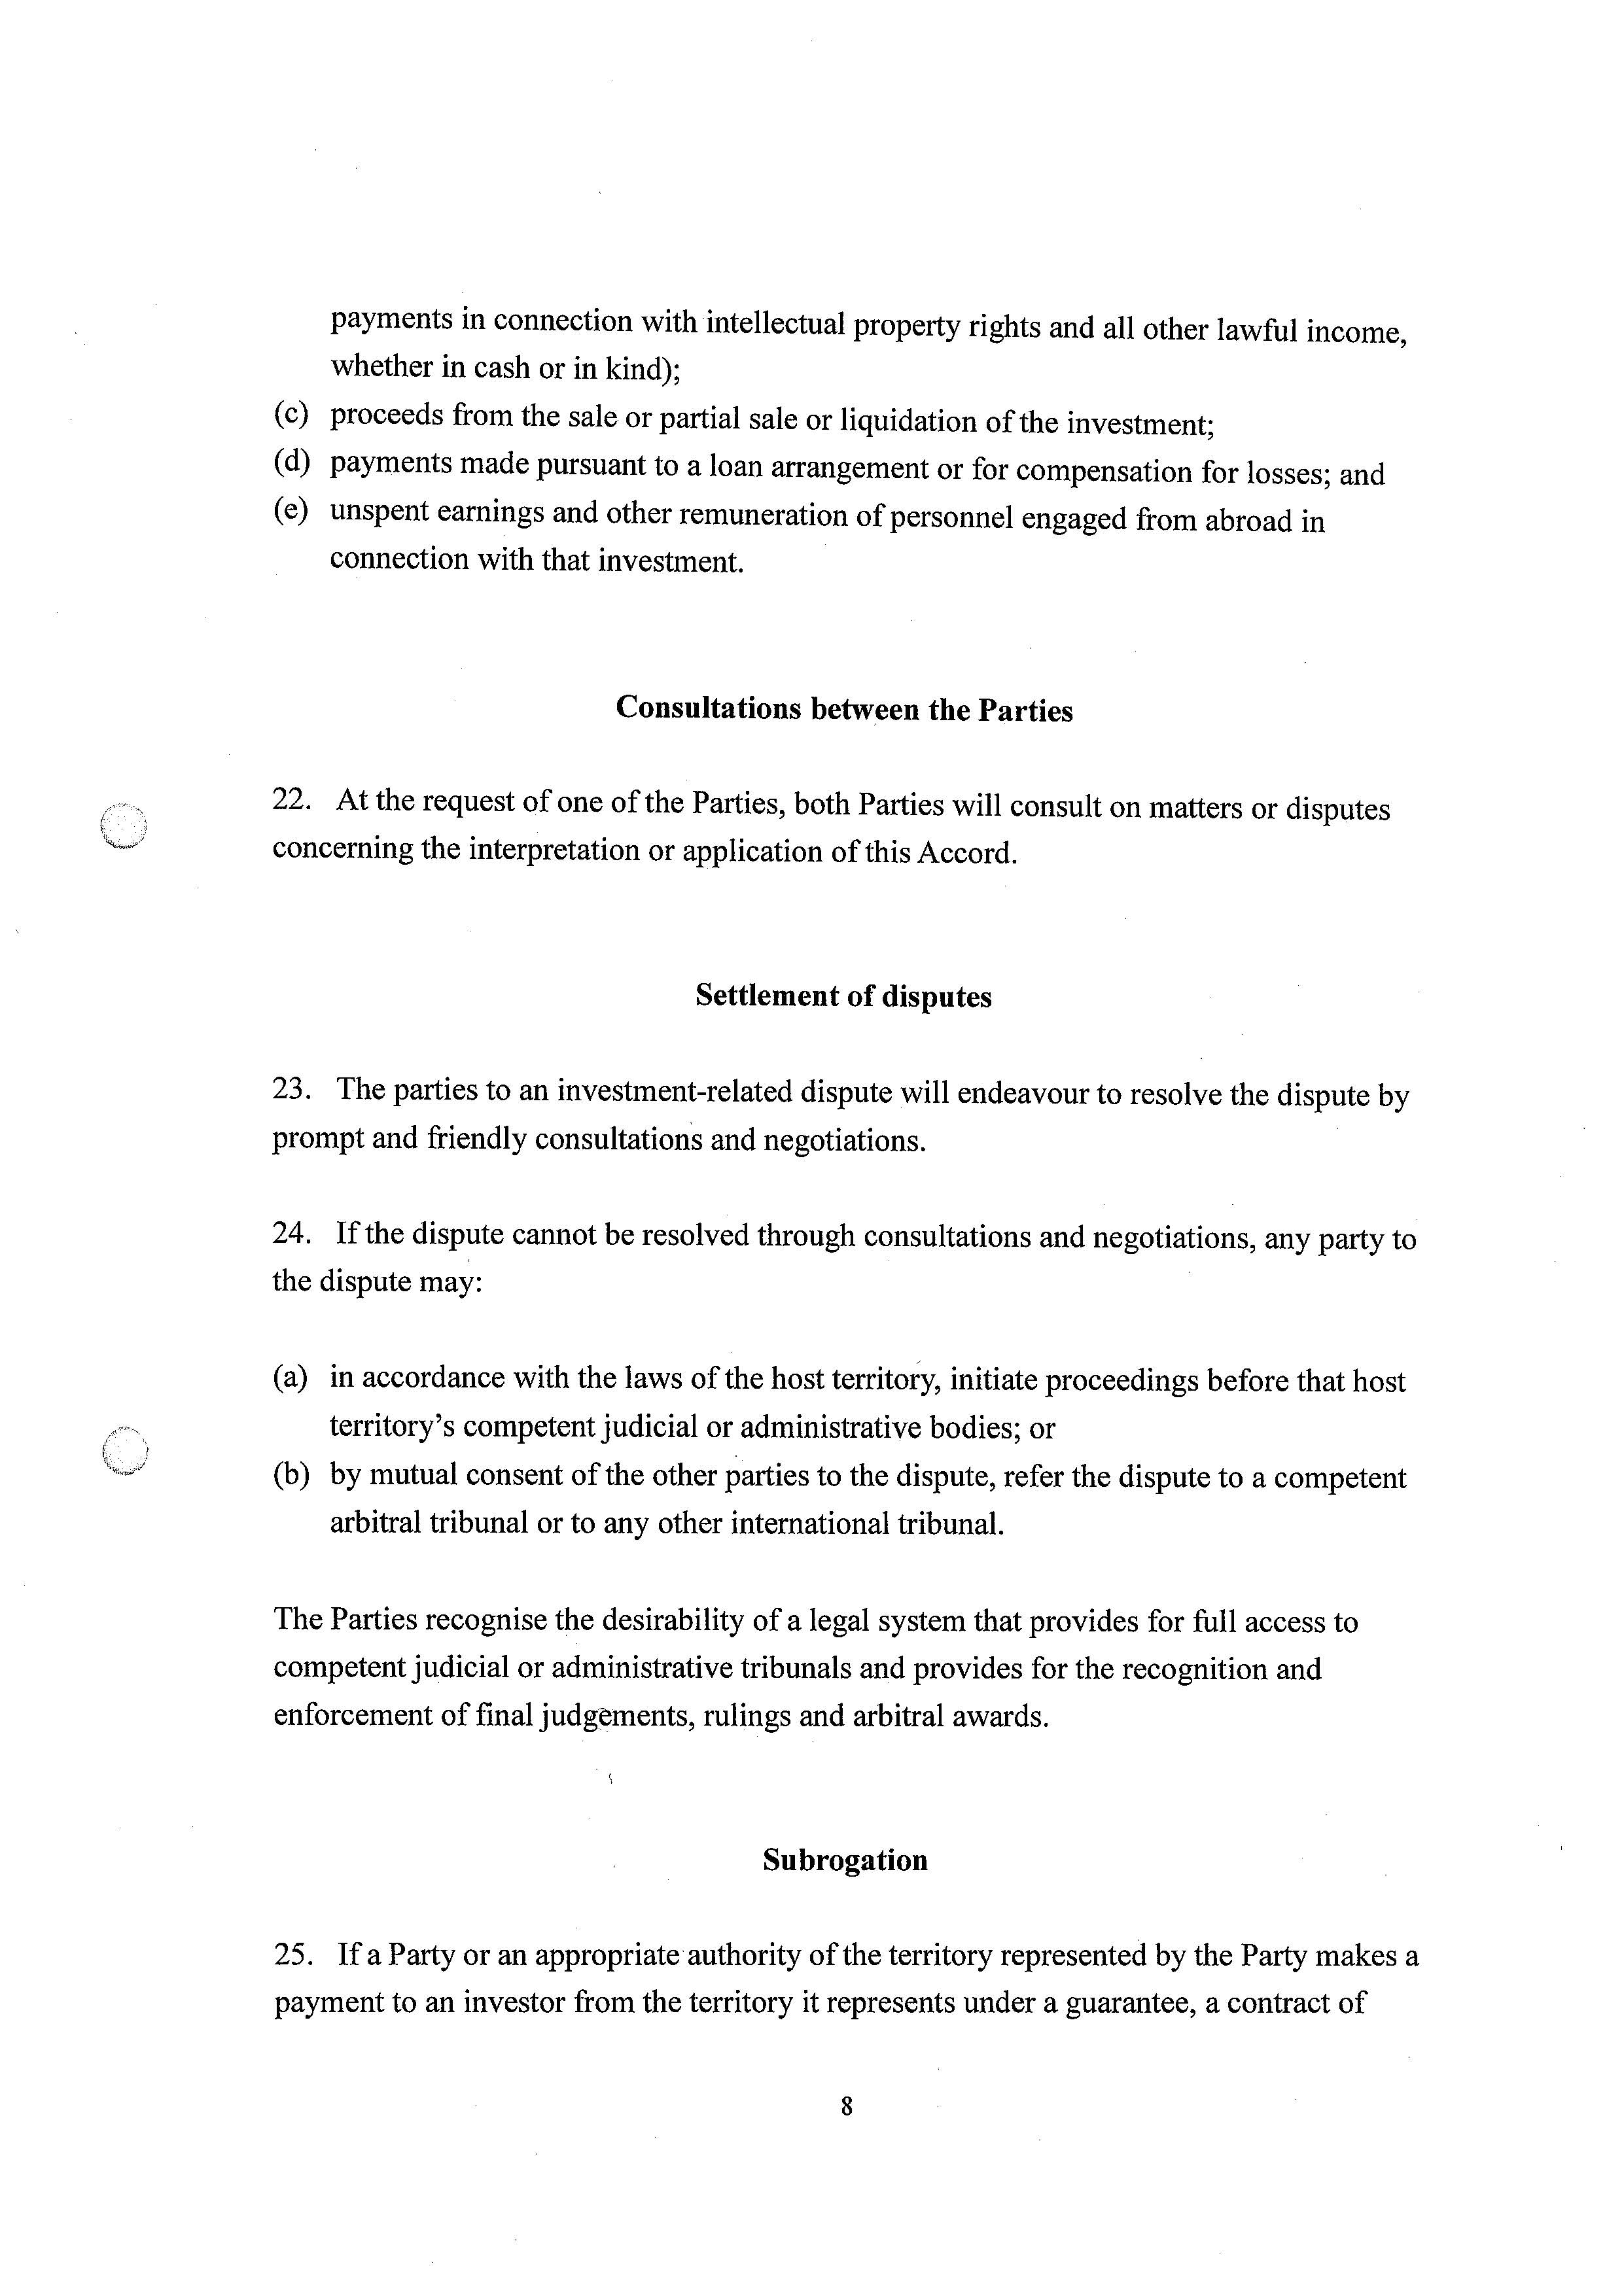 payments in connection with intellectual property rights and all other lawful income,
whether in cash or in kind);
(c) proceeds from the sale or partial sale or liquidation of the investment;
(d) payments made pursuant to a loan arrangement or for compensation for losses; and
(e) unspent earnings and other remuneration of personnel engaged from abroad in
connection with that investment.
Consultations between the Parties
22. At the request of one of the Parties, both Parties will consult on matters or disputes
concerning the interpretation or application of this Accord.
Settlement of disputes
23. The parties to an investment-related dispute will endeavour to resolve the dispute by
prompt and friendly consultations and negotiations.
24. If the dispute cannot be resolved through consultations and negotiations, any party to
the dispute may:
(a) in accordance with the laws of the host territory, initiate proceedings before that host
territory's competent judicial or administrative bodies; or
(b) by mutual consent of the other parties to the dispute, refer the dispute to a competent
arbitral tribunal or to any other international tribunal.
The Parties recognise the desirability of a legal system that provides for full access to
competent judicial or administrative tribunals and provides for the recognition and
enforcement of final judgements, rulings and arbitral awards.
Subrogation
25. If a Party or an appropriate authority of the territory represented by the Party makes a
payment to an investor from the territory it represents under a guarantee, a contract of
8